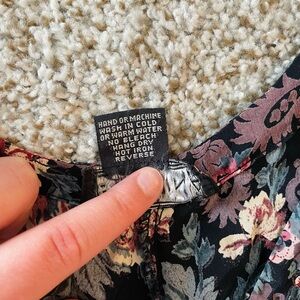 HAND OR MACHINE
WASH IN COLD
OR WARM WATER
NO BLEACH
HANG DRY
HOT IRON
REVERSE